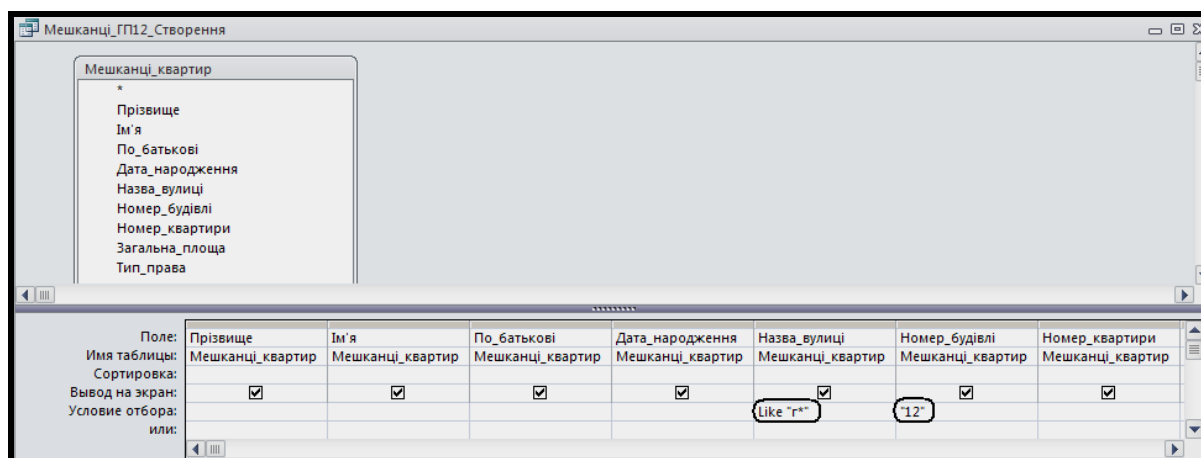 Мешканці_ГП12_Створення
Мешканці_квартир
*
Прізвище
Ім'я
По_батькові
Дата_народження
Назва_вулиці
Номер_будівлі
Номер_квартири
Загальна_площа
Тип_права
Поле: Прізвище Ім'я По_батькові Дата_народження Назва_вулиці Номер_будівлі Номер_квартири
Имя таблицы: Мешканці_квартир Мешканці_квартир Мешканці_квартир Мешканці_квартир Мешканці_квартир Мешканці_квартир Мешканці_квартир
Сортировка:
Вывод на экран:
Условие отбора: Like "г*" "12"
или: